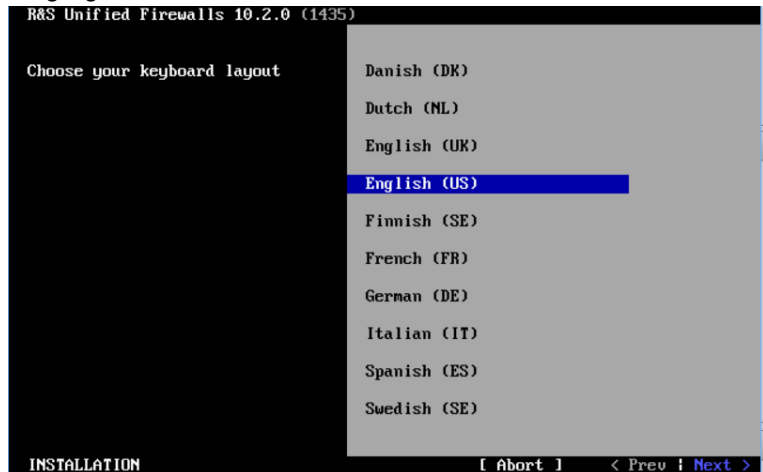 R&S Unified Firewalls 10.2.0 (1435)
Choose your keyboard layout
Danish (DK)
Dutch (NL)
English (UK)
English (US)
Finnish (SE)
French (FR)
German (DE)
Italian (IT)
Spanish (ES)
Swedish (SE)
INSTALLATION [ Abort ] < Prev ¦ Next >